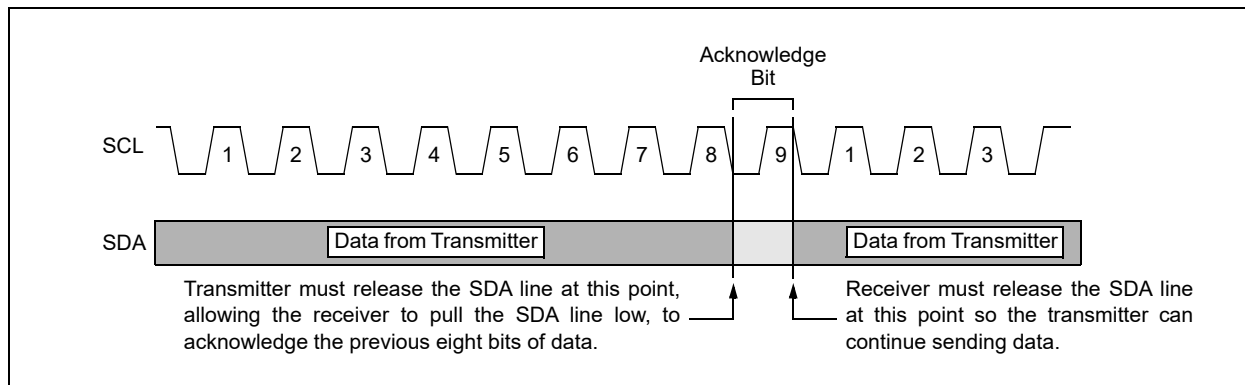 Acknowledge
Bit
SCL
1 2 3 4 5 6 7 8 9 1 2 3
SDA
Data from Transmitter
Data from Transmitter
Transmitter must release the SDA line at this point,
allowing the receiver to pull the SDA line low, to
acknowledge the previous eight bits of data.
Receiver must release the SDA line
at this point so the transmitter can
continue sending data.